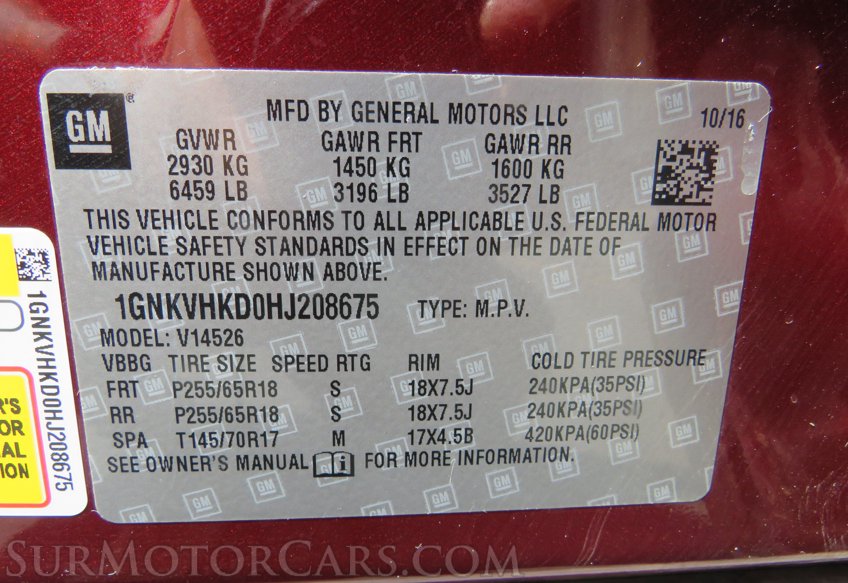 GM
MFD BY GENERAL MOTORS LLC 10/16
GVWR GAWR FRT GAWR RR
2930 KG 1450 KG 1600 KG
6459 LB 3196 LB 3527 LB
THIS VEHICLE CONFORMS TO ALL APPLICABLE U.S. FEDERAL MOTOR
VEHICLE SAFETY STANDARDS IN EFFECT ON THE DATE OF
MANUFACTURE SHOWN ABOVE.
1GNKVHKD0HJ208675 TYPE: M.P.V.
MODEL: V14526
VBBG TIRE SIZE SPEED RTG RIM COLD TIRE PRESSURE
FRT P255/65R18 S 18X7.5J 240KPA(35PSI)
RR P255/65R18 S 18X7.5J 240KPA(35PSI)
SPA T145/70R17 M 17X4.5B 420KPA(60PSI)
SEE OWNER'S MANUAL FOR MORE INFORMATION.
1GNKVHKD0HJ208675
R'S
OR
AL
TION
SurMotorCars.com